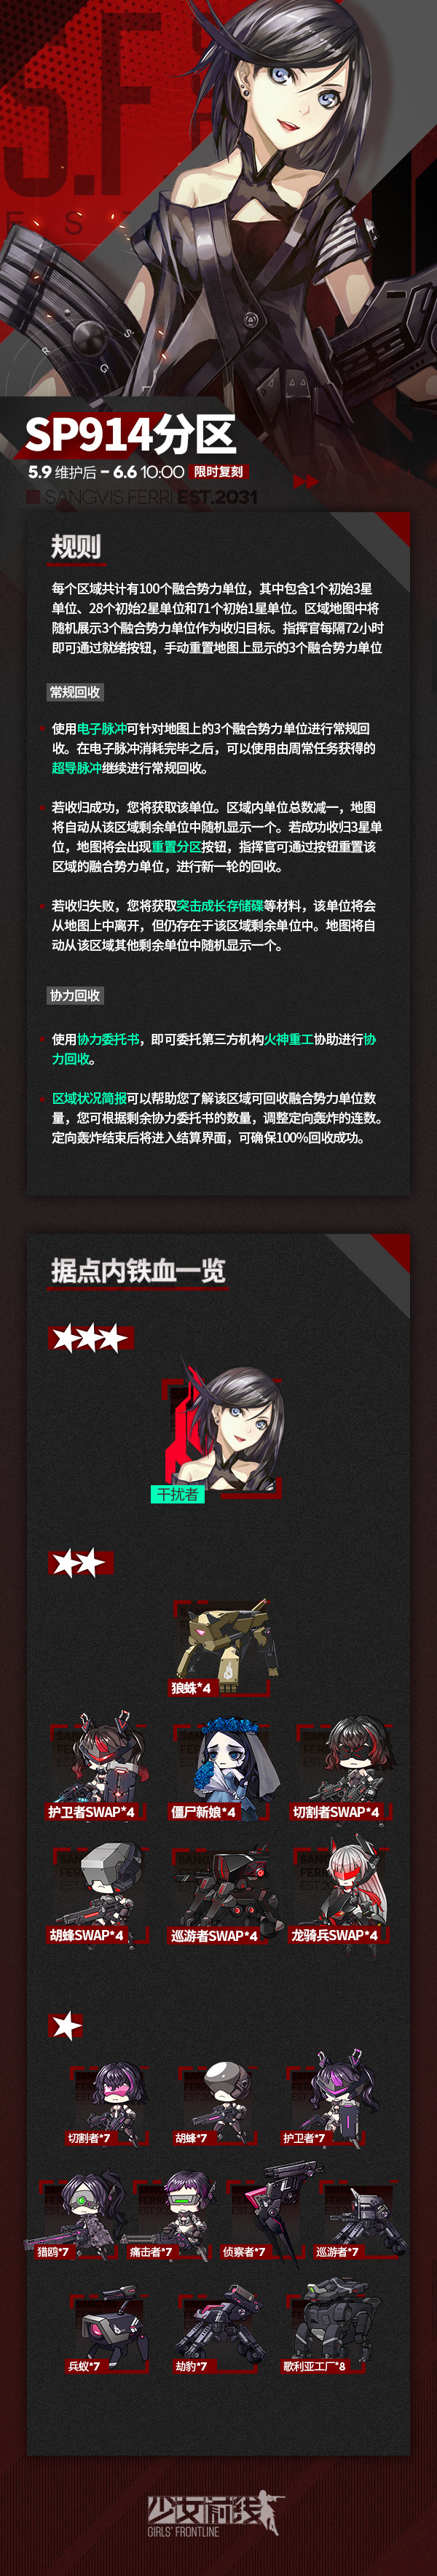 S.F
SP914分区
5.9 维护后 - 6.6 10:00 限时复刻
SANGVIS FERRI EST.2031
规则
每个区域共计有100个融合势力单位，其中包含1个初始3星
单位、28个初始2星单位和71个初始1星单位。区域地图中将
随机展示3个融合势力单位作为收归目标。指挥官每隔72小时
即可通过就绪按钮，手动重置地图上显示的3个融合势力单位
常规回收
使用电子脉冲可针对地图上的3个融合势力单位进行常规回
收。在电子脉冲消耗完毕之后，可以使用由周常任务获得的
超导脉冲继续进行常规回收。
若收归成功，您将获取该单位。区域内单位总数减一，地图
将自动从该区域剩余单位中随机显示一个。若成功收归3星单
位，地图将会出现重置分区按钮，指挥官可通过按钮重置该
区域的融合势力单位，进行新一轮的回收。
若收归失败，您将获取突击成长存储碟等材料，该单位将会
从地图上中离开，但仍存在于该区域剩余单位中。地图将自
动从该区域其他剩余单位中随机显示一个。
协力回收
使用协力委托书，即可委托第三方机构火神重工协助进行协
力回收。
区域状况简报可以帮助您了解该区域可回收融合势力单位数
量，您可根据剩余协力委托书的数量，调整定向轰炸的连数。
定向轰炸结束后将进入结算界面，可确保100%回收成功。
据点内铁血一览
干扰者
狼蛛*4
护卫者SWAP*4
僵尸新娘*4
切割者SWAP*4
胡蜂SWAP*4
巡游者SWAP*4
龙骑兵SWAP*4
切割者*7
胡蜂*7
护卫者*7
猎鸥*7
痛击者*7
侦察者*7
巡游者*7
兵蚁*7
劫豹*7
歌利亚工厂*8
少女前线
GIRLS' FRONTLINE